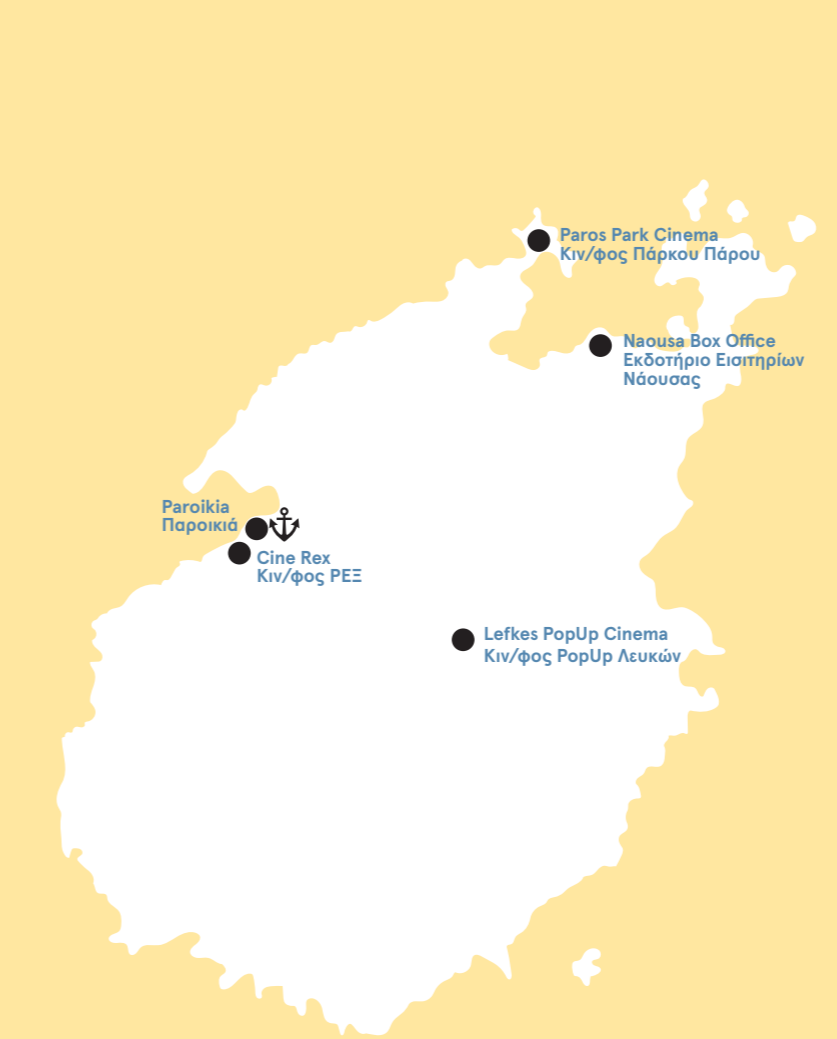 Paros Park Cinema
Κιν/φος Πάρκου Πάρου
Naousa Box Office
Εκδοτήριο Εισιτηρίων
Νάουσας
Paroikia
Παροικιά
Cine Rex
Κιν/φος ΡΕΞ
Lefkes PopUp Cinema
Κιν/φος PopUp Λευκών